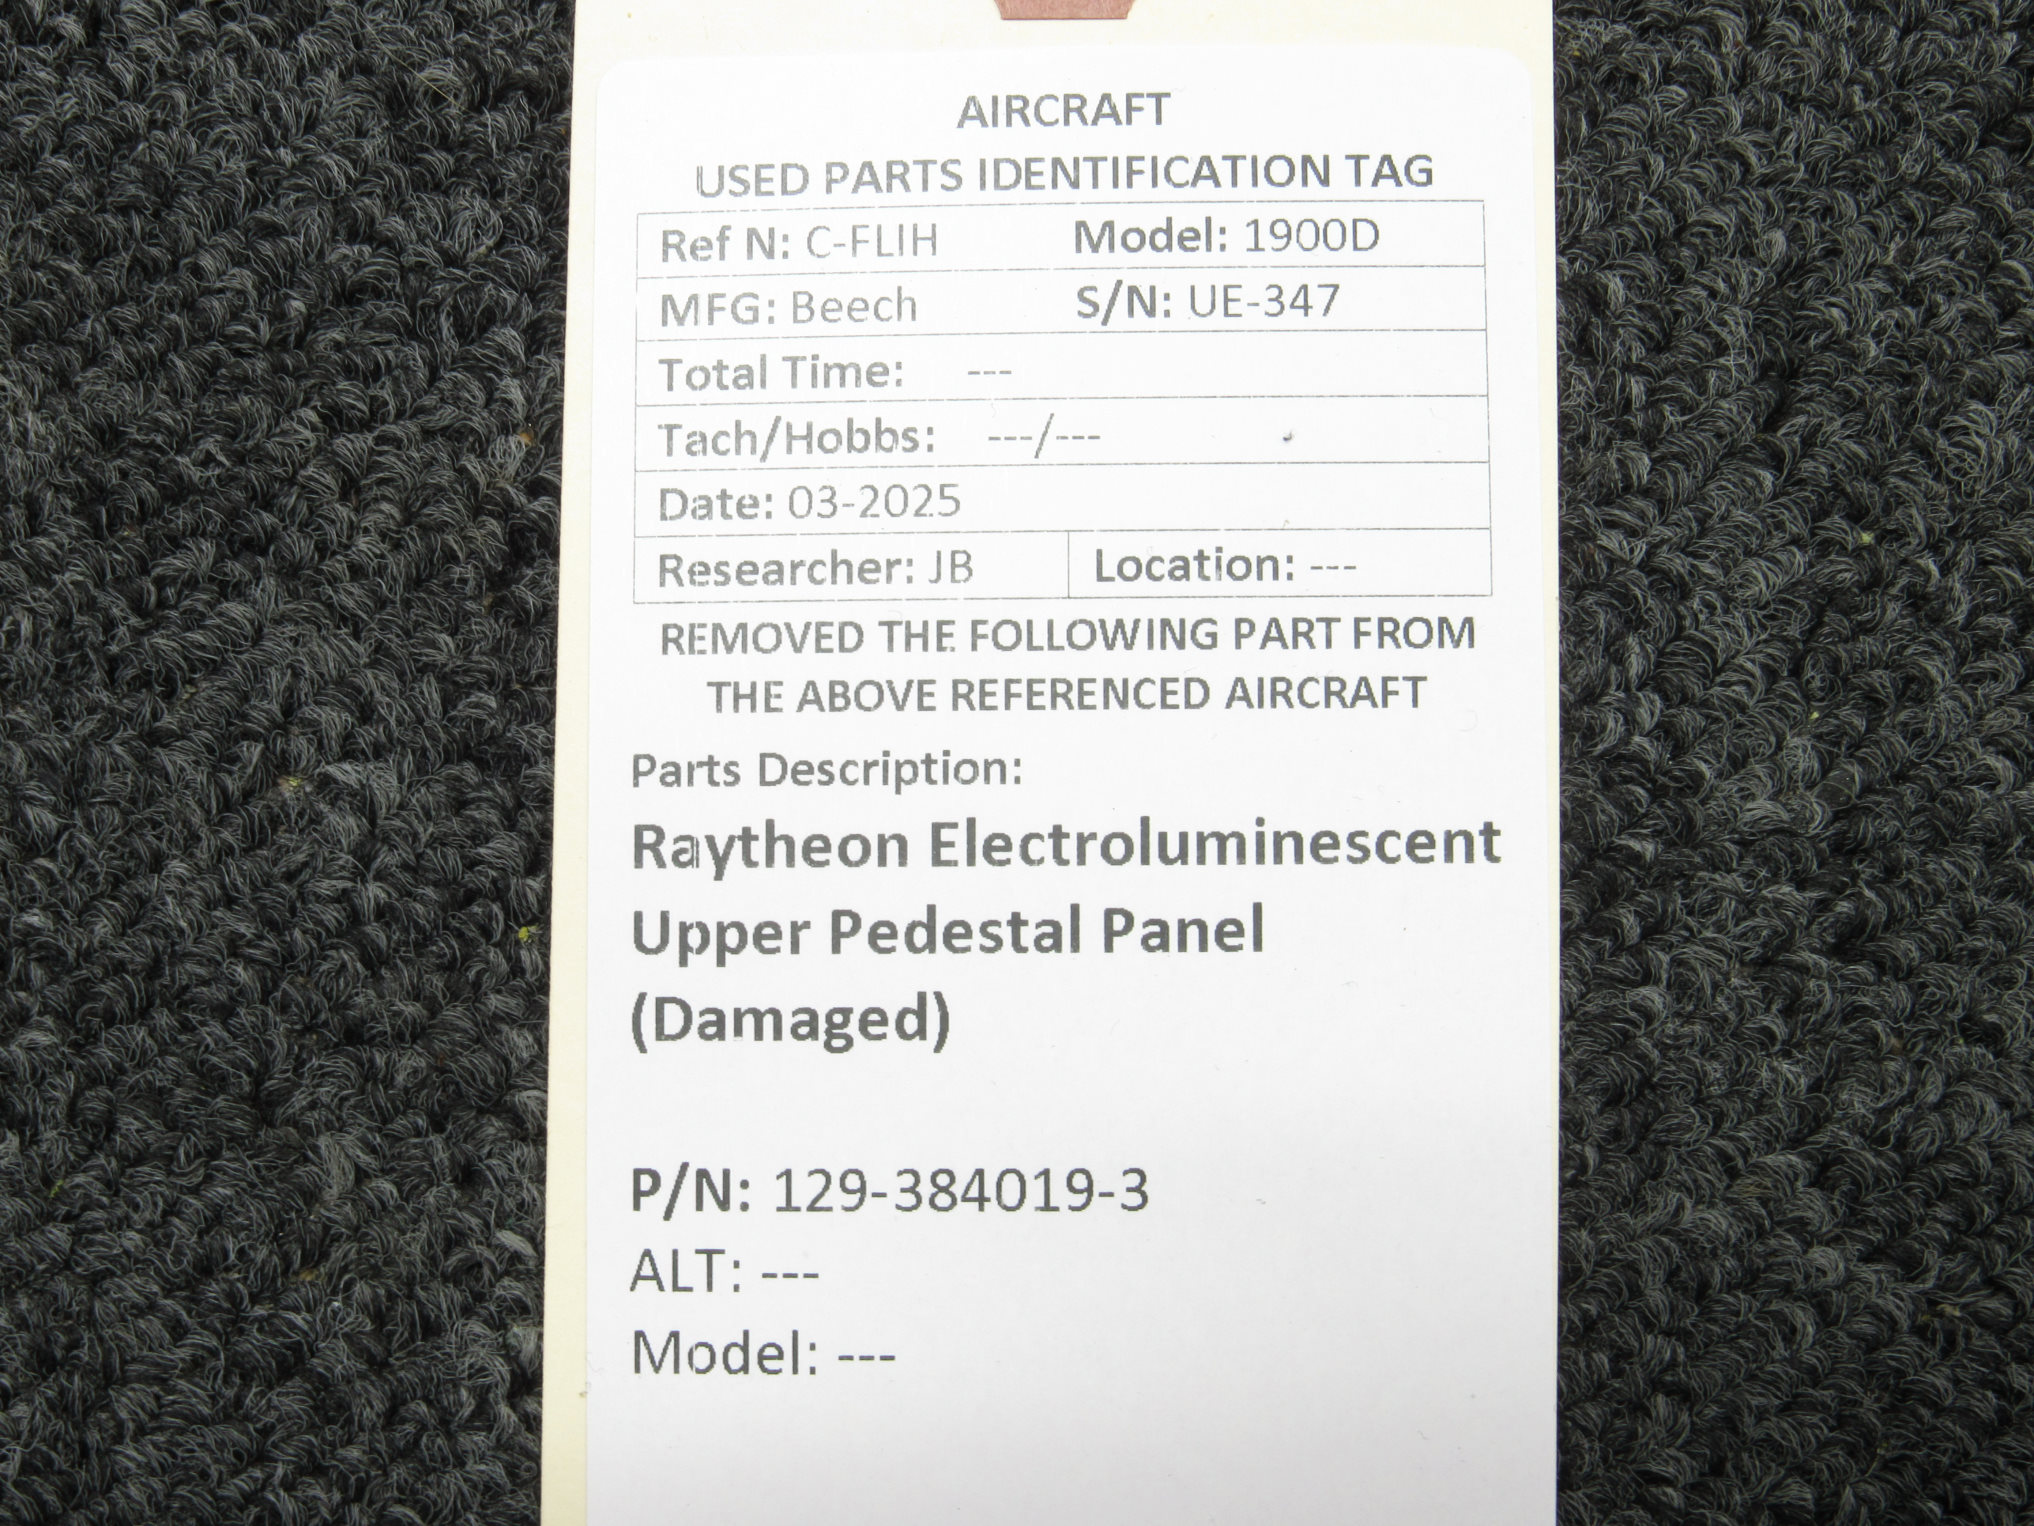 AIRCRAFT
USED PARTS IDENTIFICATION TAG
Ref N: C-FLIH Model: 1900D
MFG: Beech S/N: UE-347
Total Time: ---
Tach/Hobbs: ---/---
Date: 03-2025
Researcher: JB Location: ---
REMOVED THE FOLLOWING PART FROM
THE ABOVE REFERENCED AIRCRAFT
Parts Description:
Raytheon Electroluminescent
Upper Pedestal Panel
(Damaged)
P/N: 129-384019-3
ALT: ---
Model: ---